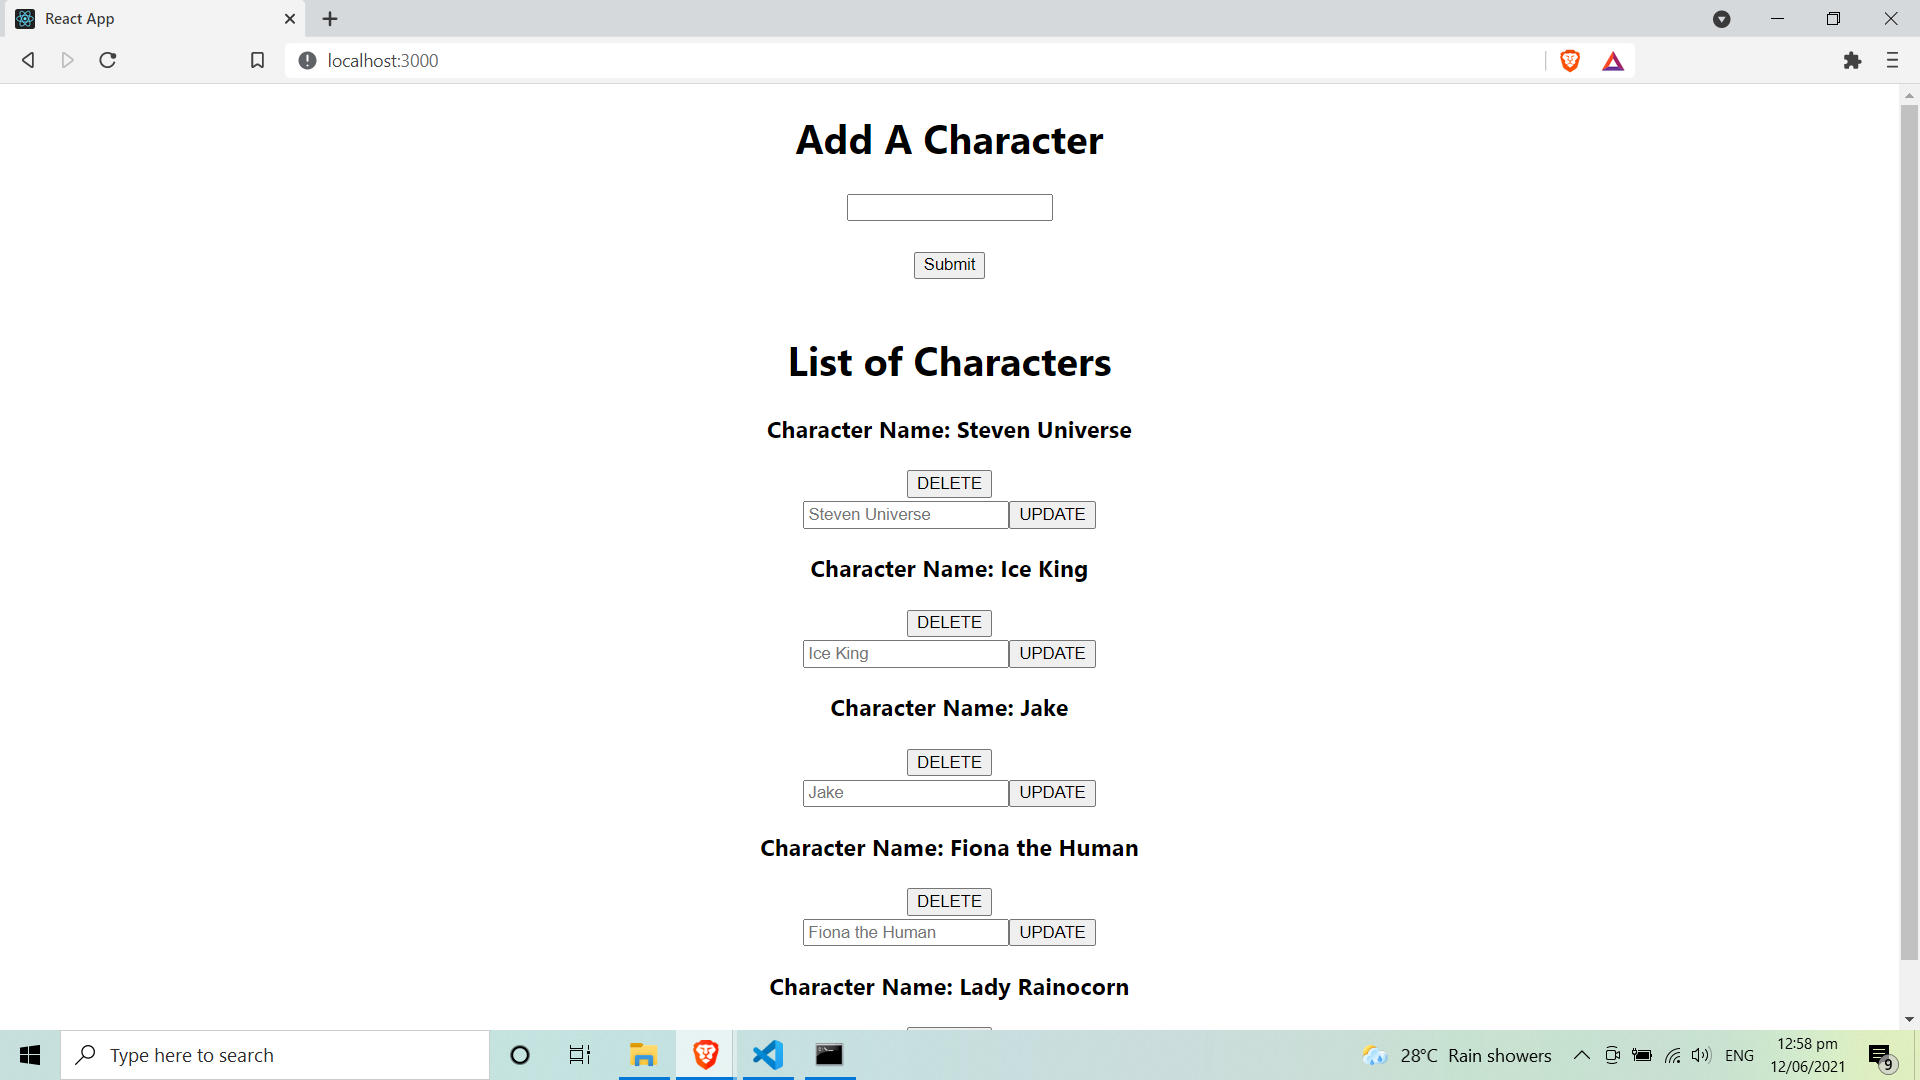 React App
localhost:3000
Add A Character
Submit
List of Characters
Character Name: Steven Universe
DELETE
Steven Universe UPDATE
Character Name: Ice King
DELETE
Ice King UPDATE
Character Name: Jake
DELETE
Jake UPDATE
Character Name: Fiona the Human
DELETE
Fiona the Human UPDATE
Character Name: Lady Rainocorn
Type here to search
28°C Rain showers
ENG
12:58 pm
12/06/2021
9